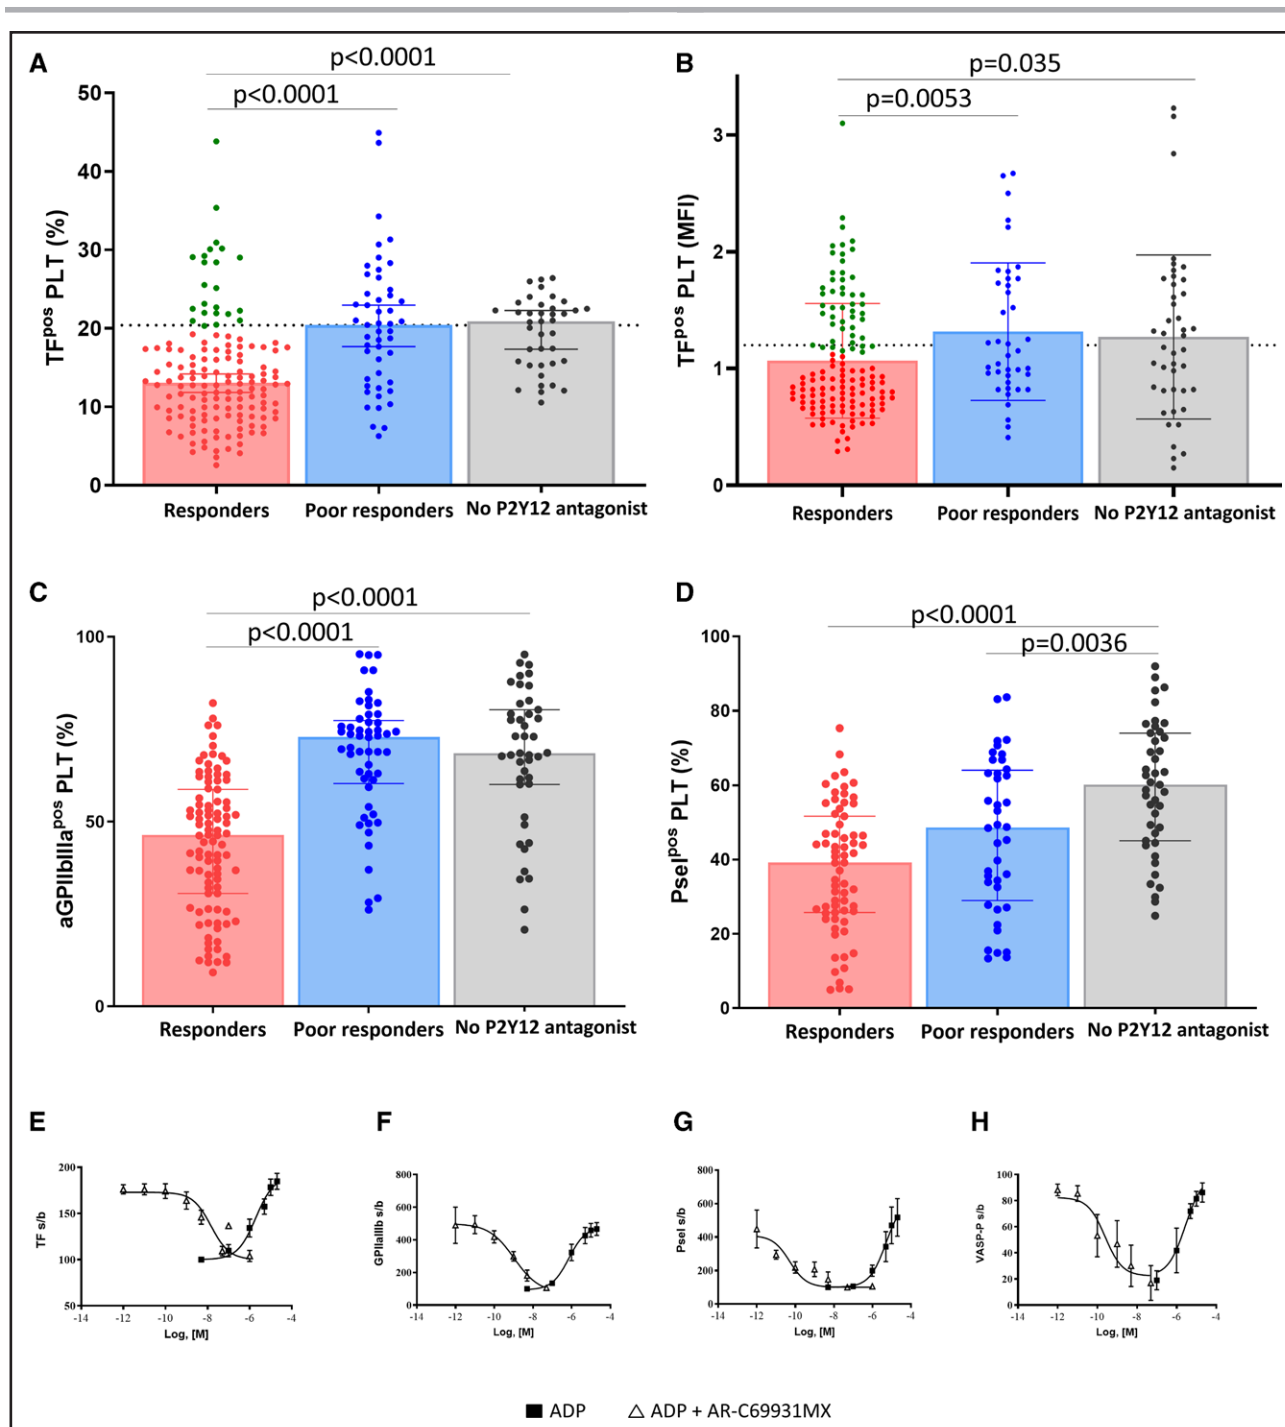 A
p<0.0001
p<0.0001
TFpos PLT (%)
50
40
30
20
10
0
Responders
Poor responders
No P2Y12 antagonist
B
p=0.035
p=0.0053
TFpos PLT (MFI)
3
2
1
0
Responders
Poor responders
No P2Y12 antagonist
C
p<0.0001
p<0.0001
aGPIIbIIIapos PLT (%)
100
50
0
Responders
Poor responders
No P2Y12 antagonist
D
p<0.0001
p=0.0036
Pselpos PLT (%)
100
80
60
40
20
0
Responders
Poor responders
No P2Y12 antagonist
E
TF s/b
200
150
100
50
-14 -12 -10 -8 -6 -4
Log, [M]
F
GPIIaIIIb s/b
800
600
400
200
0
-14 -12 -10 -8 -6 -4
Log, [M]
G
Psel s/b
800
600
400
200
0
-14 -12 -10 -8 -6 -4
Log, [M]
H
VASP-P s/b
100
80
60
40
20
0
-14 -12 -10 -8 -6 -4
Log, [M]
ADP
ADP + AR-C69931MX